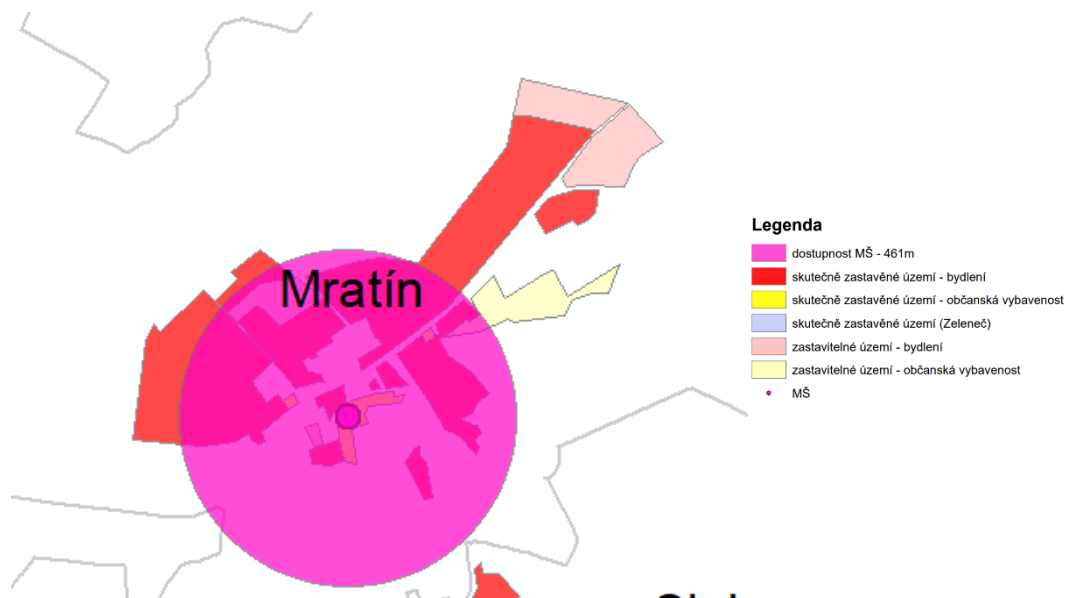 Mratín
Legenda
dostupnost MŠ - 461m
skutečně zastavěné území - bydlení
skutečně zastavěné území - občanská vybavenost
skutečně zastavěné území (Zeleneč)
zastavitelné území - bydlení
zastavitelné území - občanská vybavenost
MŠ